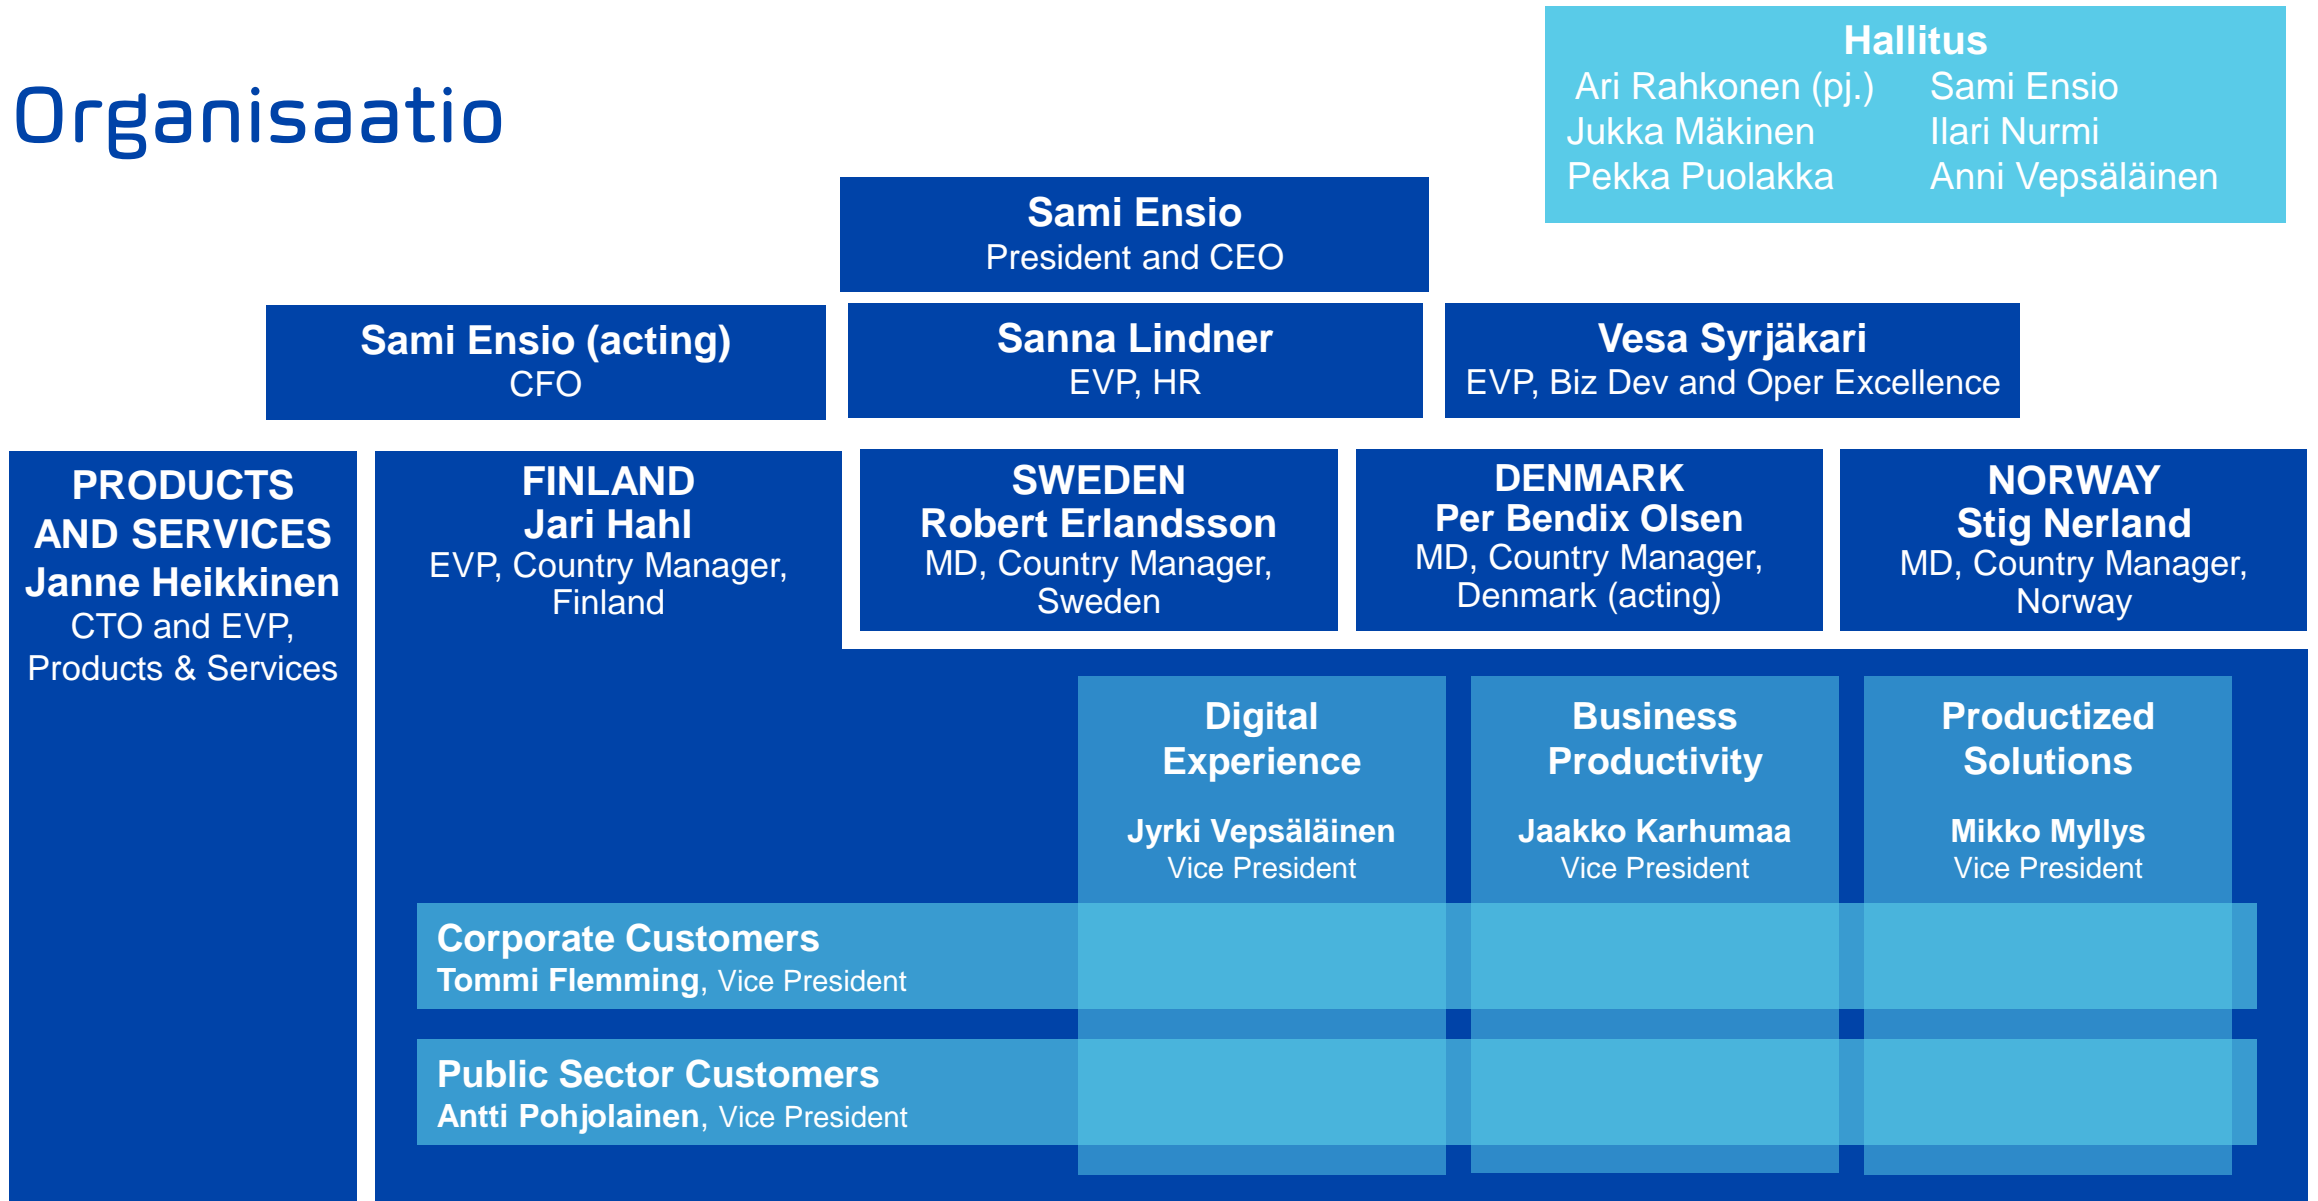 Organisaatio
Hallitus
Ari Rahkonen (pj.) Sami Ensio
Jukka Mäkinen Ilari Nurmi
Pekka Puolakka Anni Vepsäläinen
Sami Ensio
President and CEO
Sami Ensio (acting)
CFO
Sanna Lindner
EVP, HR
Vesa Syrjäkari
EVP, Biz Dev and Oper Excellence
PRODUCTS
AND SERVICES
Janne Heikkinen
CTO and EVP,
Products & Services
FINLAND
Jari Hahl
EVP, Country Manager,
Finland
SWEDEN
Robert Erlandsson
MD, Country Manager,
Sweden
DENMARK
Per Bendix Olsen
MD, Country Manager,
Denmark (acting)
NORWAY
Stig Nerland
MD, Country Manager,
Norway
Digital
Experience
Jyrki Vepsäläinen
Vice President
Business
Productivity
Jaakko Karhumaa
Vice President
Productized
Solutions
Mikko Myllys
Vice President
Corporate Customers
Tommi Flemming, Vice President
Public Sector Customers
Antti Pohjolainen, Vice President